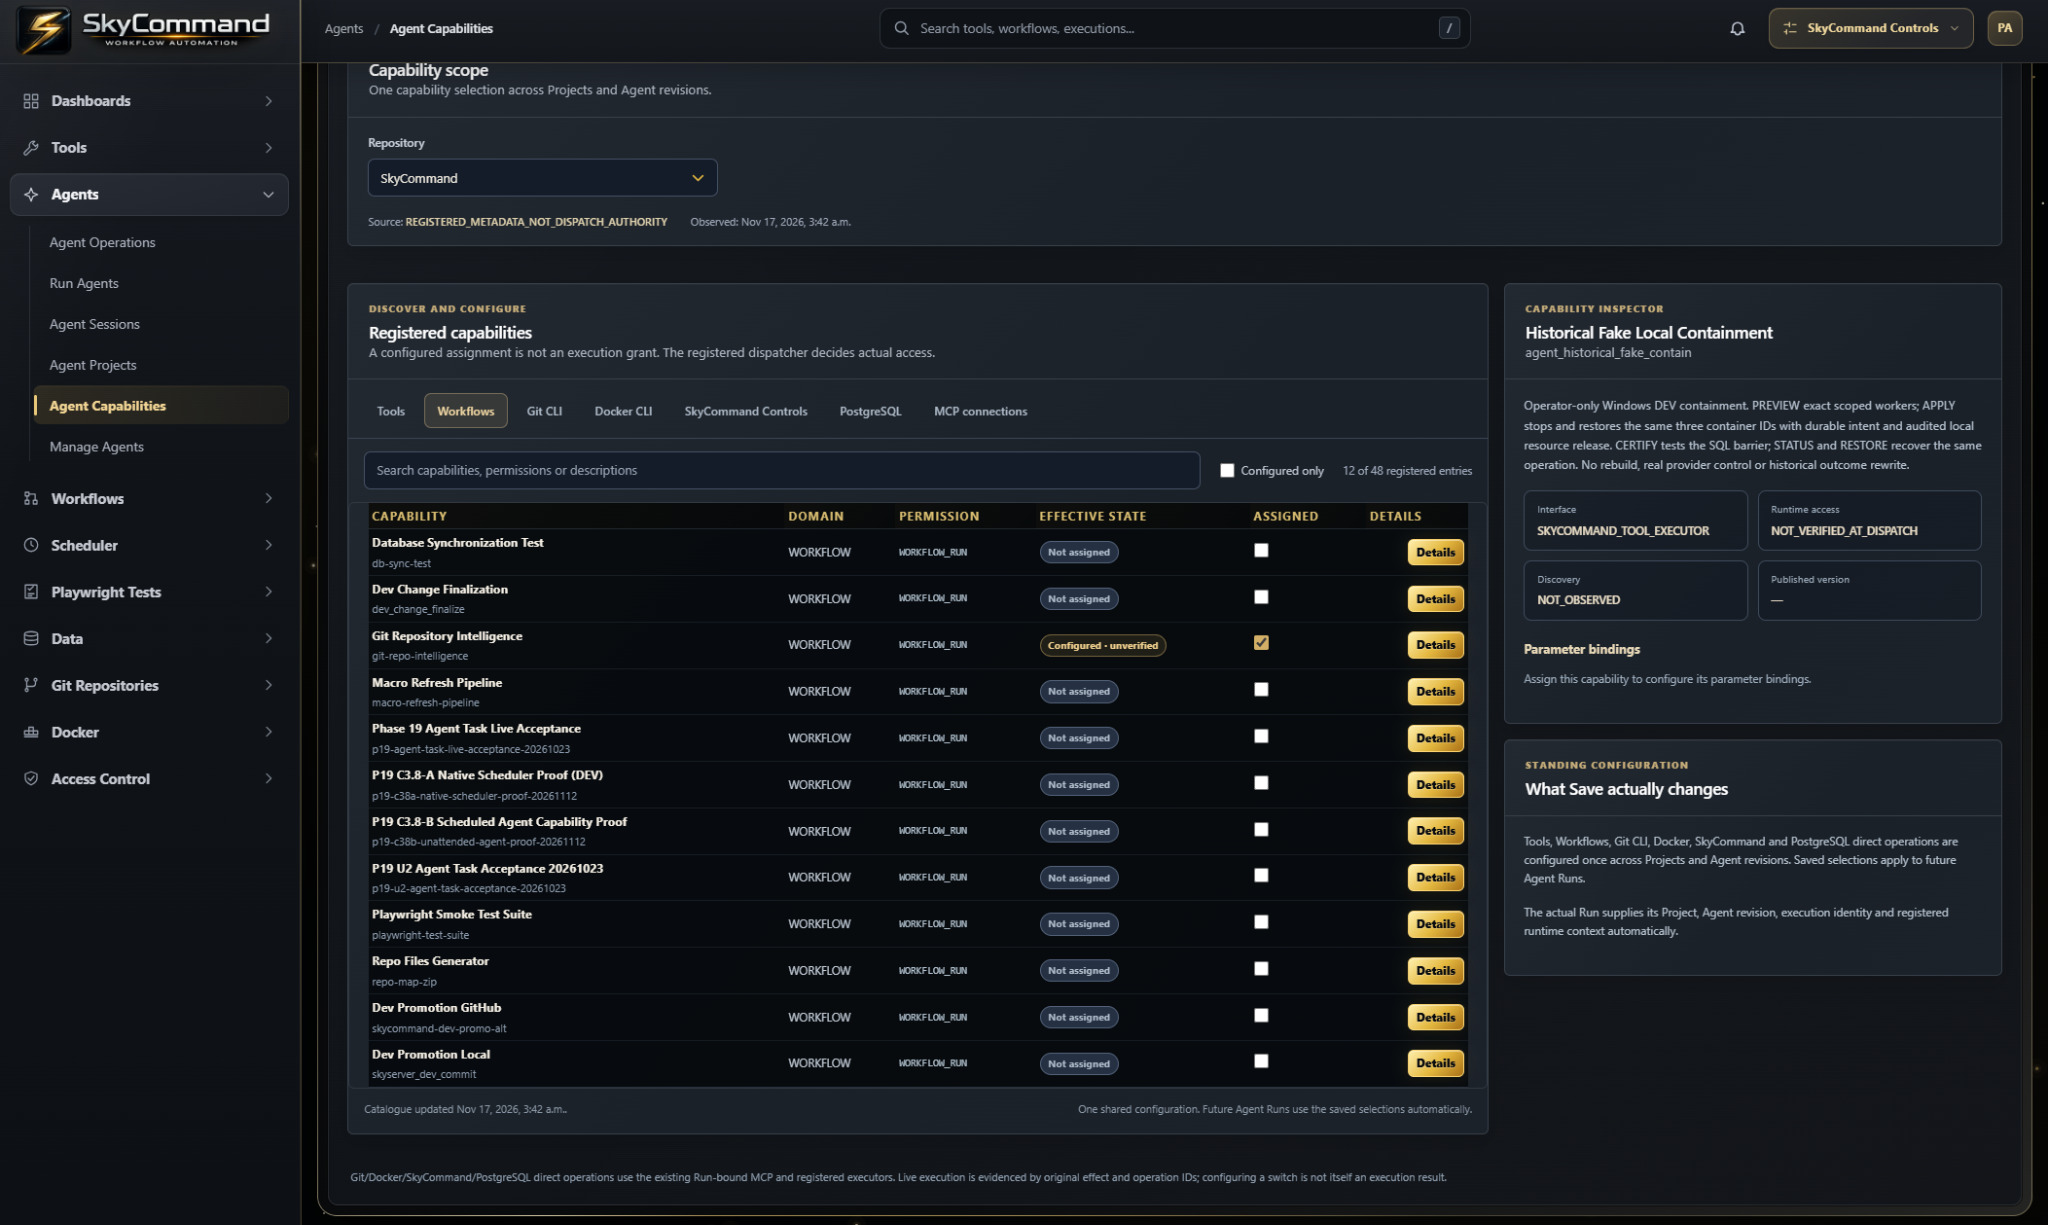 SkyCommand
WORKFLOW AUTOMATION
Agents / Agent Capabilities
Search tools, workflows, executions...
/
SkyCommand Controls
PA
Dashboards
Tools
Agents
Agent Operations
Run Agents
Agent Sessions
Agent Projects
Agent Capabilities
Manage Agents
Workflows
Scheduler
Playwright Tests
Data
Git Repositories
Docker
Access Control
Capability scope
One capability selection across Projects and Agent revisions.
Repository
SkyCommand
Source: REGISTERED_METADATA_NOT_DISPATCH_AUTHORITY Observed: Nov 17, 2026, 3:42 a.m.
DISCOVER AND CONFIGURE
Registered capabilities
A configured assignment is not an execution grant. The registered dispatcher decides actual access.
Tools Workflows Git CLI Docker CLI SkyCommand Controls PostgreSQL MCP connections
Search capabilities, permissions or descriptions
Configured only 12 of 48 registered entries
CAPABILITY DOMAIN PERMISSION EFFECTIVE STATE ASSIGNED DETAILS
Database Synchronization Test
db-sync-test
WORKFLOW WORKFLOW_RUN Not assigned Details
Dev Change Finalization
dev_change_finalize
WORKFLOW WORKFLOW_RUN Not assigned Details
Git Repository Intelligence
git-repo-intelligence
WORKFLOW WORKFLOW_RUN Configured - unverified Details
Macro Refresh Pipeline
macro-refresh-pipeline
WORKFLOW WORKFLOW_RUN Not assigned Details
Phase 19 Agent Task Live Acceptance
p19-agent-task-live-acceptance-20261023
WORKFLOW WORKFLOW_RUN Not assigned Details
P19 C3.8-A Native Scheduler Proof (DEV)
p19-c38a-native-scheduler-proof-20261112
WORKFLOW WORKFLOW_RUN Not assigned Details
P19 C3.8-B Scheduled Agent Capability Proof
p19-c38b-unattended-agent-proof-20261112
WORKFLOW WORKFLOW_RUN Not assigned Details
P19 U2 Agent Task Acceptance 20261023
p19-u2-agent-task-acceptance-20261023
WORKFLOW WORKFLOW_RUN Not assigned Details
Playwright Smoke Test Suite
playwright-test-suite
WORKFLOW WORKFLOW_RUN Not assigned Details
Repo Files Generator
repo-map-zip
WORKFLOW WORKFLOW_RUN Not assigned Details
Dev Promotion GitHub
skycommand-dev-promo-alt
WORKFLOW WORKFLOW_RUN Not assigned Details
Dev Promotion Local
skyserver_dev_commit
WORKFLOW WORKFLOW_RUN Not assigned Details
Catalogue updated Nov 17, 2026, 3:42 a.m..
One shared configuration. Future Agent Runs use the saved selections automatically.
Git/Docker/SkyCommand/PostgreSQL direct operations use the existing Run-bound MCP and registered executors. Live execution is evidenced by original effect and operation IDs; configuring a switch is not itself an execution result.
CAPABILITY INSPECTOR
Historical Fake Local Containment
agent_historical_fake_contain
Operator-only Windows DEV containment. PREVIEW exact scoped workers; APPLY
stops and restores the same three container IDs with durable intent and audited local
resource release. CERTIFY tests the SQL barrier; STATUS and RESTORE recover the same
operation. No rebuild, real provider control or historical outcome rewrite.
Interface
SKYCOMMAND_TOOL_EXECUTOR
Runtime access
NOT_VERIFIED_AT_DISPATCH
Discovery
NOT_OBSERVED
Published version
—
Parameter bindings
Assign this capability to configure its parameter bindings.
STANDING CONFIGURATION
What Save actually changes
Tools, Workflows, Git CLI, Docker, SkyCommand and PostgreSQL direct operations are
configured once across Projects and Agent revisions. Saved selections apply to future
Agent Runs.
The actual Run supplies its Project, Agent revision, execution identity and registered
runtime context automatically.